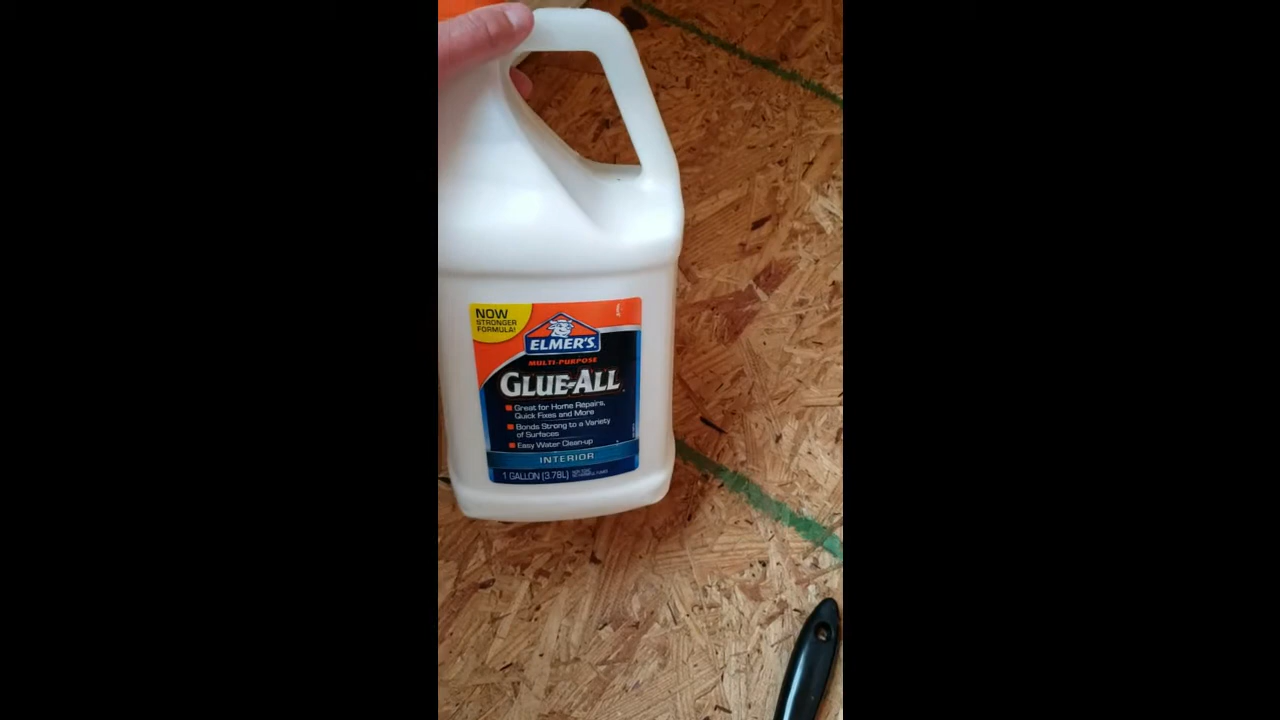 NOW
STRONGER
FORMULA!
ELMER'S
MULTI-PURPOSE
GLUE-ALL
Great for Home Repairs,
Quick Fixes and More
Bonds Strong to a Variety
of Surfaces
Easy Water Clean-up
INTERIOR
1 GALLON (3.78L)